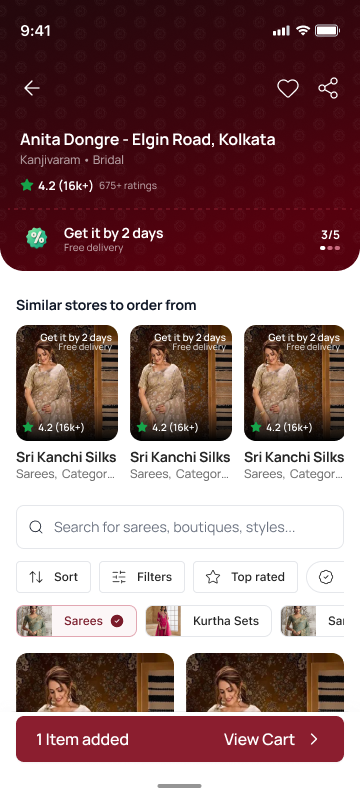 9:41
Anita Dongre - Elgin Road, Kolkata
Kanjivaram • Bridal
4.2 (16k+) 675+ ratings
%
Get it by 2 days
Free delivery
3/5
Similar stores to order from
Get it by 2 days
Free delivery
4.2 (16k+)
Get it by 2 days
Free delivery
4.2 (16k+)
Get it by 2 days
Free delivery
4.2 (16k+)
Sri Kanchi Silks
Sarees, Categor...
Sri Kanchi Silks
Sarees, Categor...
Sri Kanchi Silks
Sarees, Categor...
Search for sarees, boutiques, styles...
Sort Filters Top rated
Sarees Kurtha Sets Sar
1 Item added View Cart